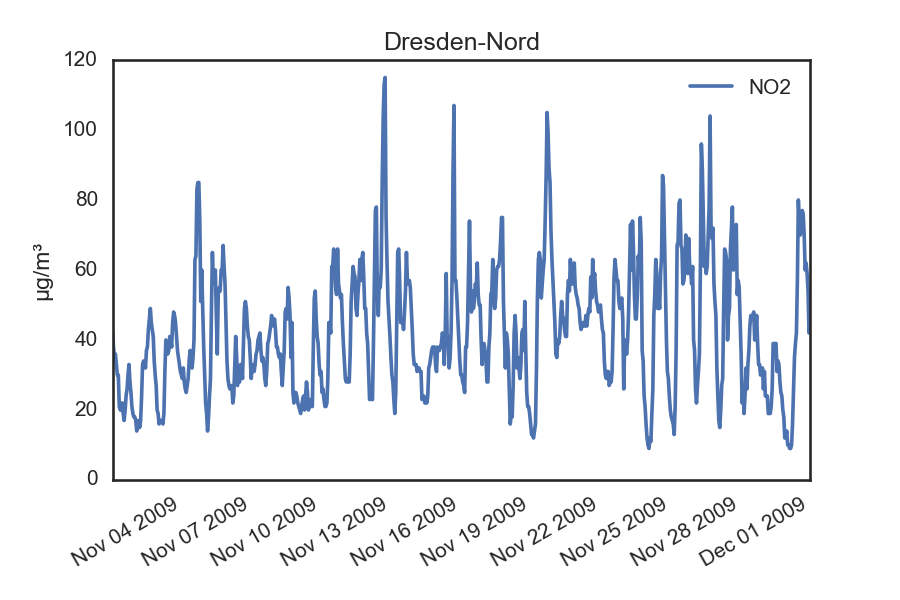 Dresden-Nord
NO2
µg/m³
120
100
80
60
40
20
0
Nov 04 2009
Nov 07 2009
Nov 10 2009
Nov 13 2009
Nov 16 2009
Nov 19 2009
Nov 22 2009
Nov 25 2009
Nov 28 2009
Dec 01 2009